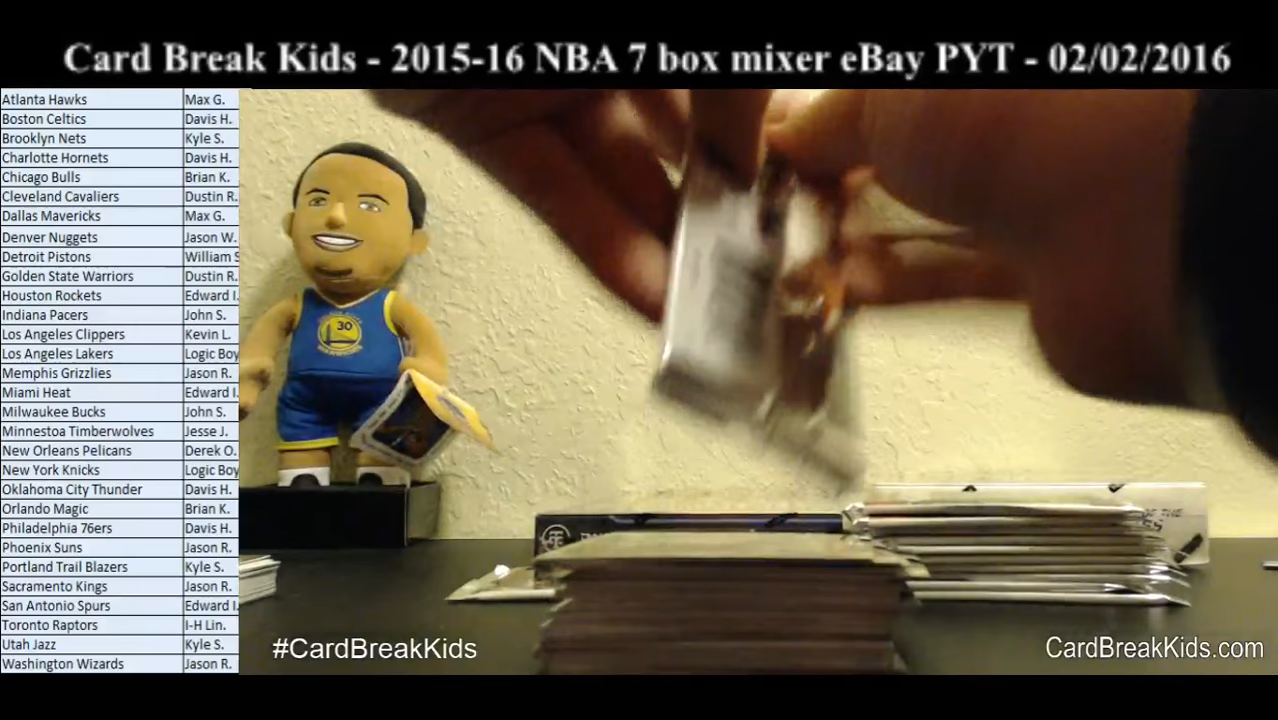 Card Break Kids - 2015-16 NBA 7 box mixer eBay PYT - 02/02/2016
Atlanta Hawks Max G.
Boston Celtics Davis H.
Brooklyn Nets Kyle S.
Charlotte Hornets Davis H.
Chicago Bulls Brian K.
Cleveland Cavaliers Dustin R.
Dallas Mavericks Max G.
Denver Nuggets Jason W.
Detroit Pistons William S
Golden State Warriors Dustin R.
Houston Rockets Edward I.
Indiana Pacers John S.
Los Angeles Clippers Kevin L.
Los Angeles Lakers Logic Boy
Memphis Grizzlies Jason R.
Miami Heat Edward I.
Milwaukee Bucks John S.
Minnestoa Timberwolves Jesse J.
New Orleans Pelicans Derek O.
New York Knicks Logic Boy
Oklahoma City Thunder Davis H.
Orlando Magic Brian K.
Philadelphia 76ers Davis H.
Phoenix Suns Jason R.
Portland Trail Blazers Kyle S.
Sacramento Kings Jason R.
San Antonio Spurs Edward I.
Toronto Raptors I-H Lin.
Utah Jazz Kyle S.
Washington Wizards Jason R.
30
#CardBreakKids
CardBreakKids.com